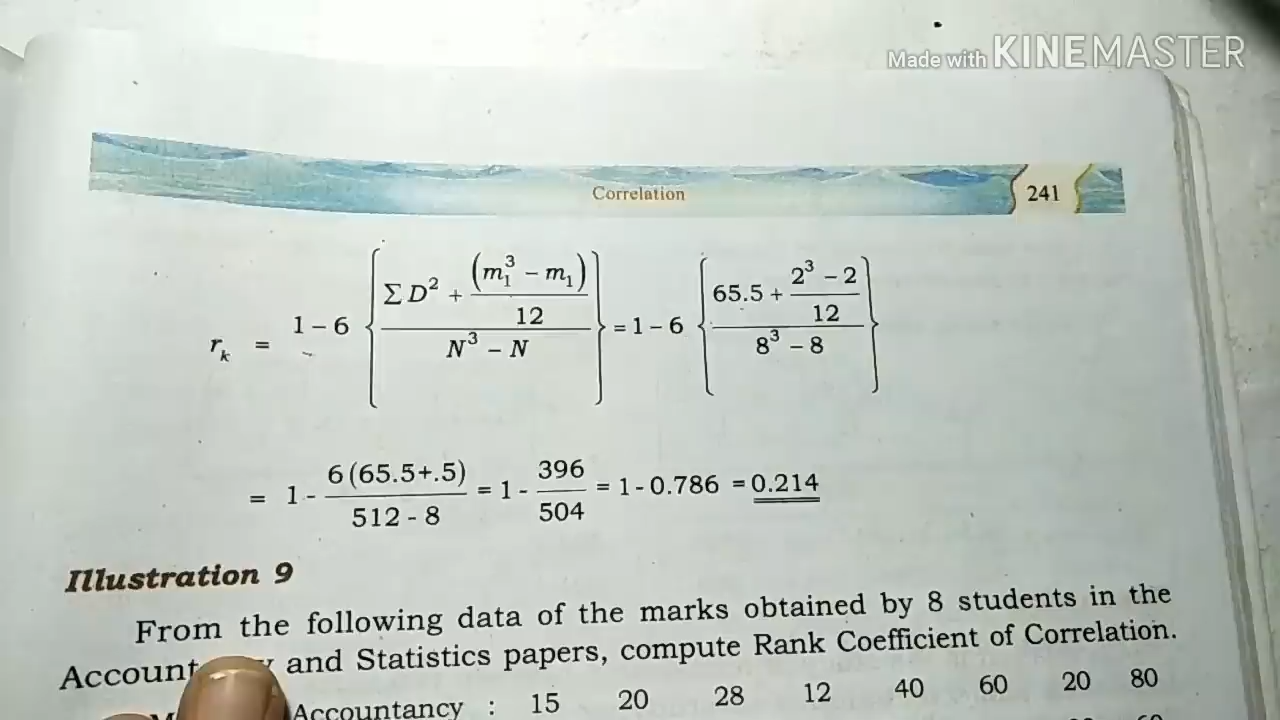 Made with KINEMASTER
Correlation 241
r_k = 1 – 6 { (ΣD² + (m₁³ – m₁)/12) / (N³ – N) } = 1 – 6 { (65.5 + (2³ – 2)/12) / (8³ – 8) }
= 1 - 6(65.5+.5)/(512 - 8) = 1 - 396/504 = 1 - 0.786 = 0.214
Illustration 9
From the following data of the marks obtained by 8 students in the
and Statistics papers, compute Rank Coefficient of Correlation.
Accountancy : 15 20 28 12 40 60 20 80